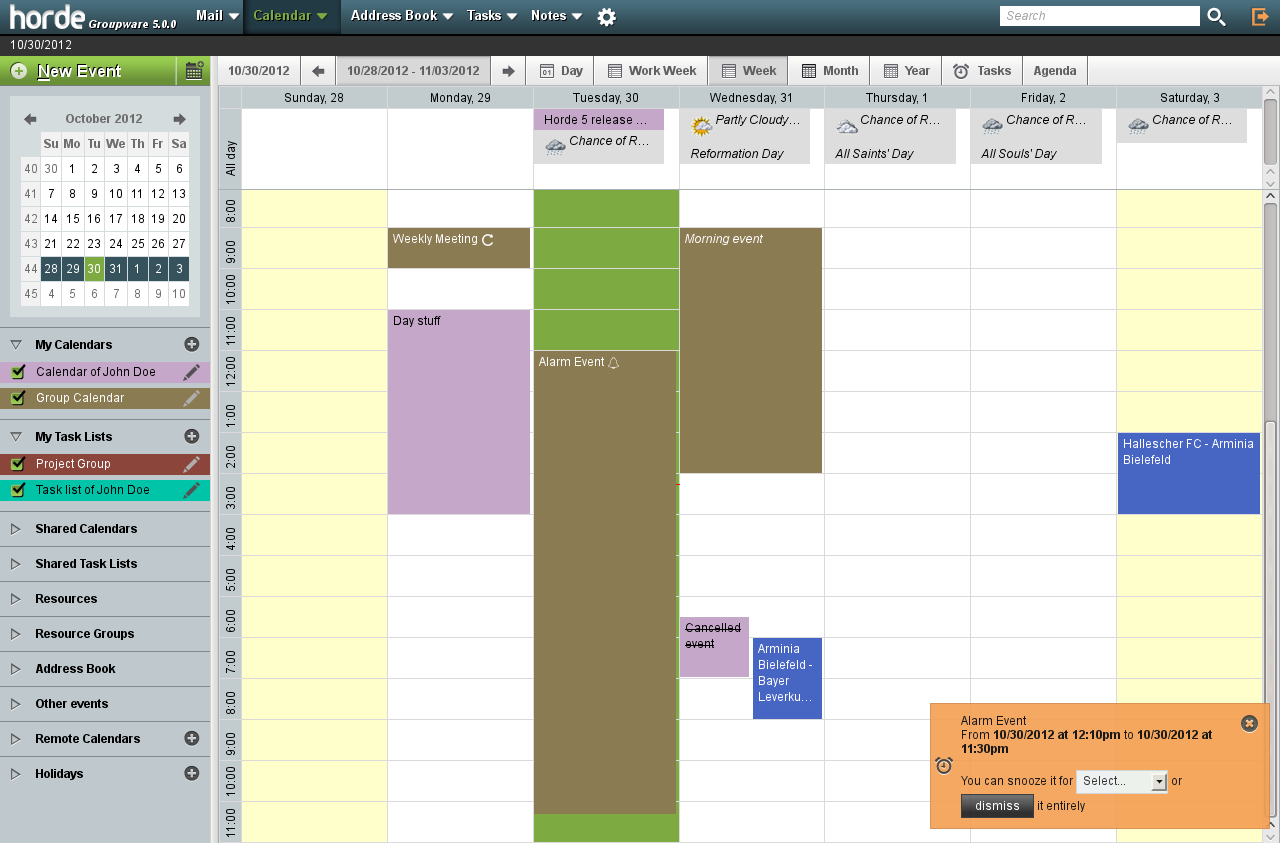 horde Groupware 5.0.0
Mail Calendar Address Book Tasks Notes
Search
10/30/2012
New Event
10/30/2012 10/28/2012 - 11/03/2012 Day Work Week Week Month Year Tasks Agenda
October 2012
Su Mo Tu We Th Fr Sa
40 30 1 2 3 4 5 6
41 7 8 9 10 11 12 13
42 14 15 16 17 18 19 20
43 21 22 23 24 25 26 27
44 28 29 30 31 1 2 3
45 4 5 6 7 8 9 10
My Calendars
Calendar of John Doe
Group Calendar
My Task Lists
Project Group
Task list of John Doe
Shared Calendars
Shared Task Lists
Resources
Resource Groups
Address Book
Other events
Remote Calendars
Holidays
Sunday, 28 Monday, 29 Tuesday, 30 Wednesday, 31 Thursday, 1 Friday, 2 Saturday, 3
All day
Horde 5 release ...
Chance of R...
Partly Cloudy...
Reformation Day
Chance of R...
All Saints' Day
Chance of R...
All Souls' Day
Chance of R...
8:00
9:00
10:00
11:00
12:00
1:00
2:00
3:00
4:00
5:00
6:00
7:00
8:00
9:00
10:00
11:00
Weekly Meeting
Day stuff
Alarm Event
Morning event
Cancelled
event
Arminia
Bielefeld -
Bayer
Leverku...
Hallescher FC - Arminia
Bielefeld
Alarm Event
From 10/30/2012 at 12:10pm to 10/30/2012 at
11:30pm
You can snooze it for Select... or
dismiss it entirely